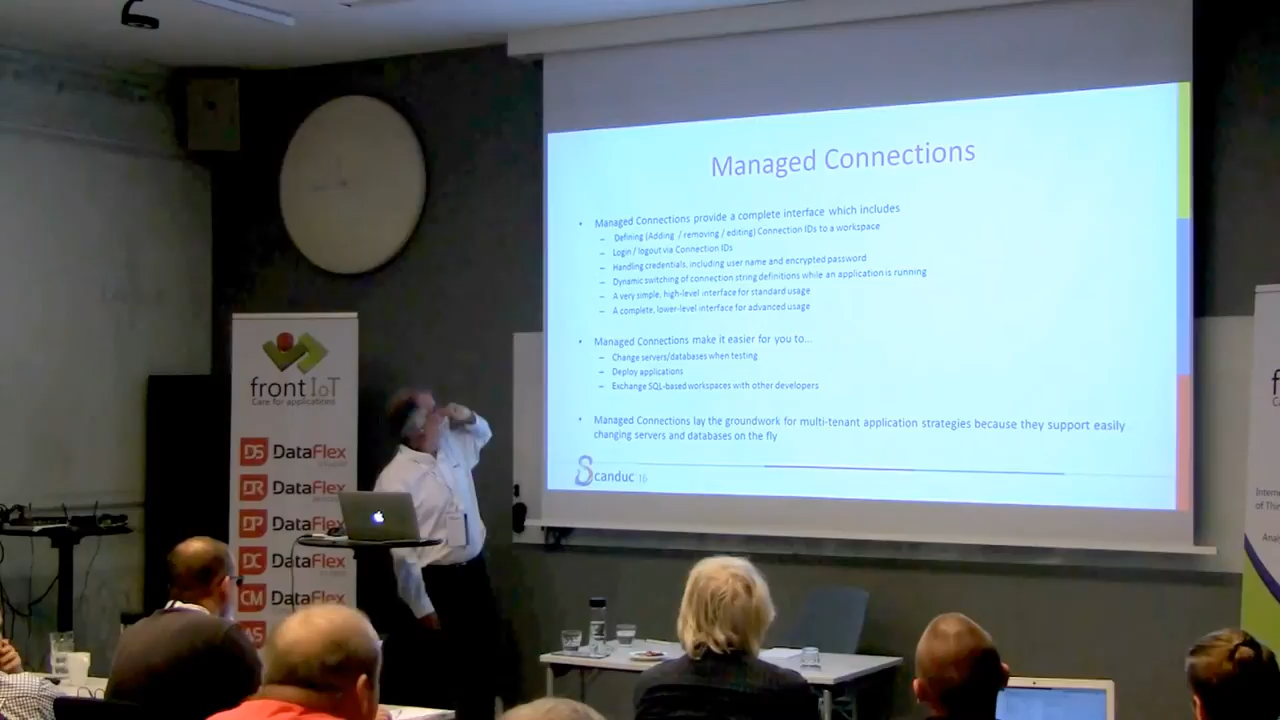 Managed Connections
• Managed Connections provide a complete interface which includes
– Defining (Adding / removing / editing) Connection IDs to a workspace
– Login / logout via Connection IDs
– Handling credentials, including user name and encrypted password
– Dynamic switching of connection string definitions while an application is running
– A very simple, high-level interface for standard usage
– A complete, lower-level interface for advanced usage
• Managed Connections make it easier for you to...
– Change servers/databases when testing
– Deploy applications
– Exchange SQL-based workspaces with other developers
• Managed Connections lay the groundwork for multi-tenant application strategies because they support easily
changing servers and databases on the fly
Scanduc 16
front IoT
Care for applications
DS DataFlex
DR DataFlex
DP DataFlex
DC DataFlex
CM DataFlex
AS
f
Interne
of Thi
Anal